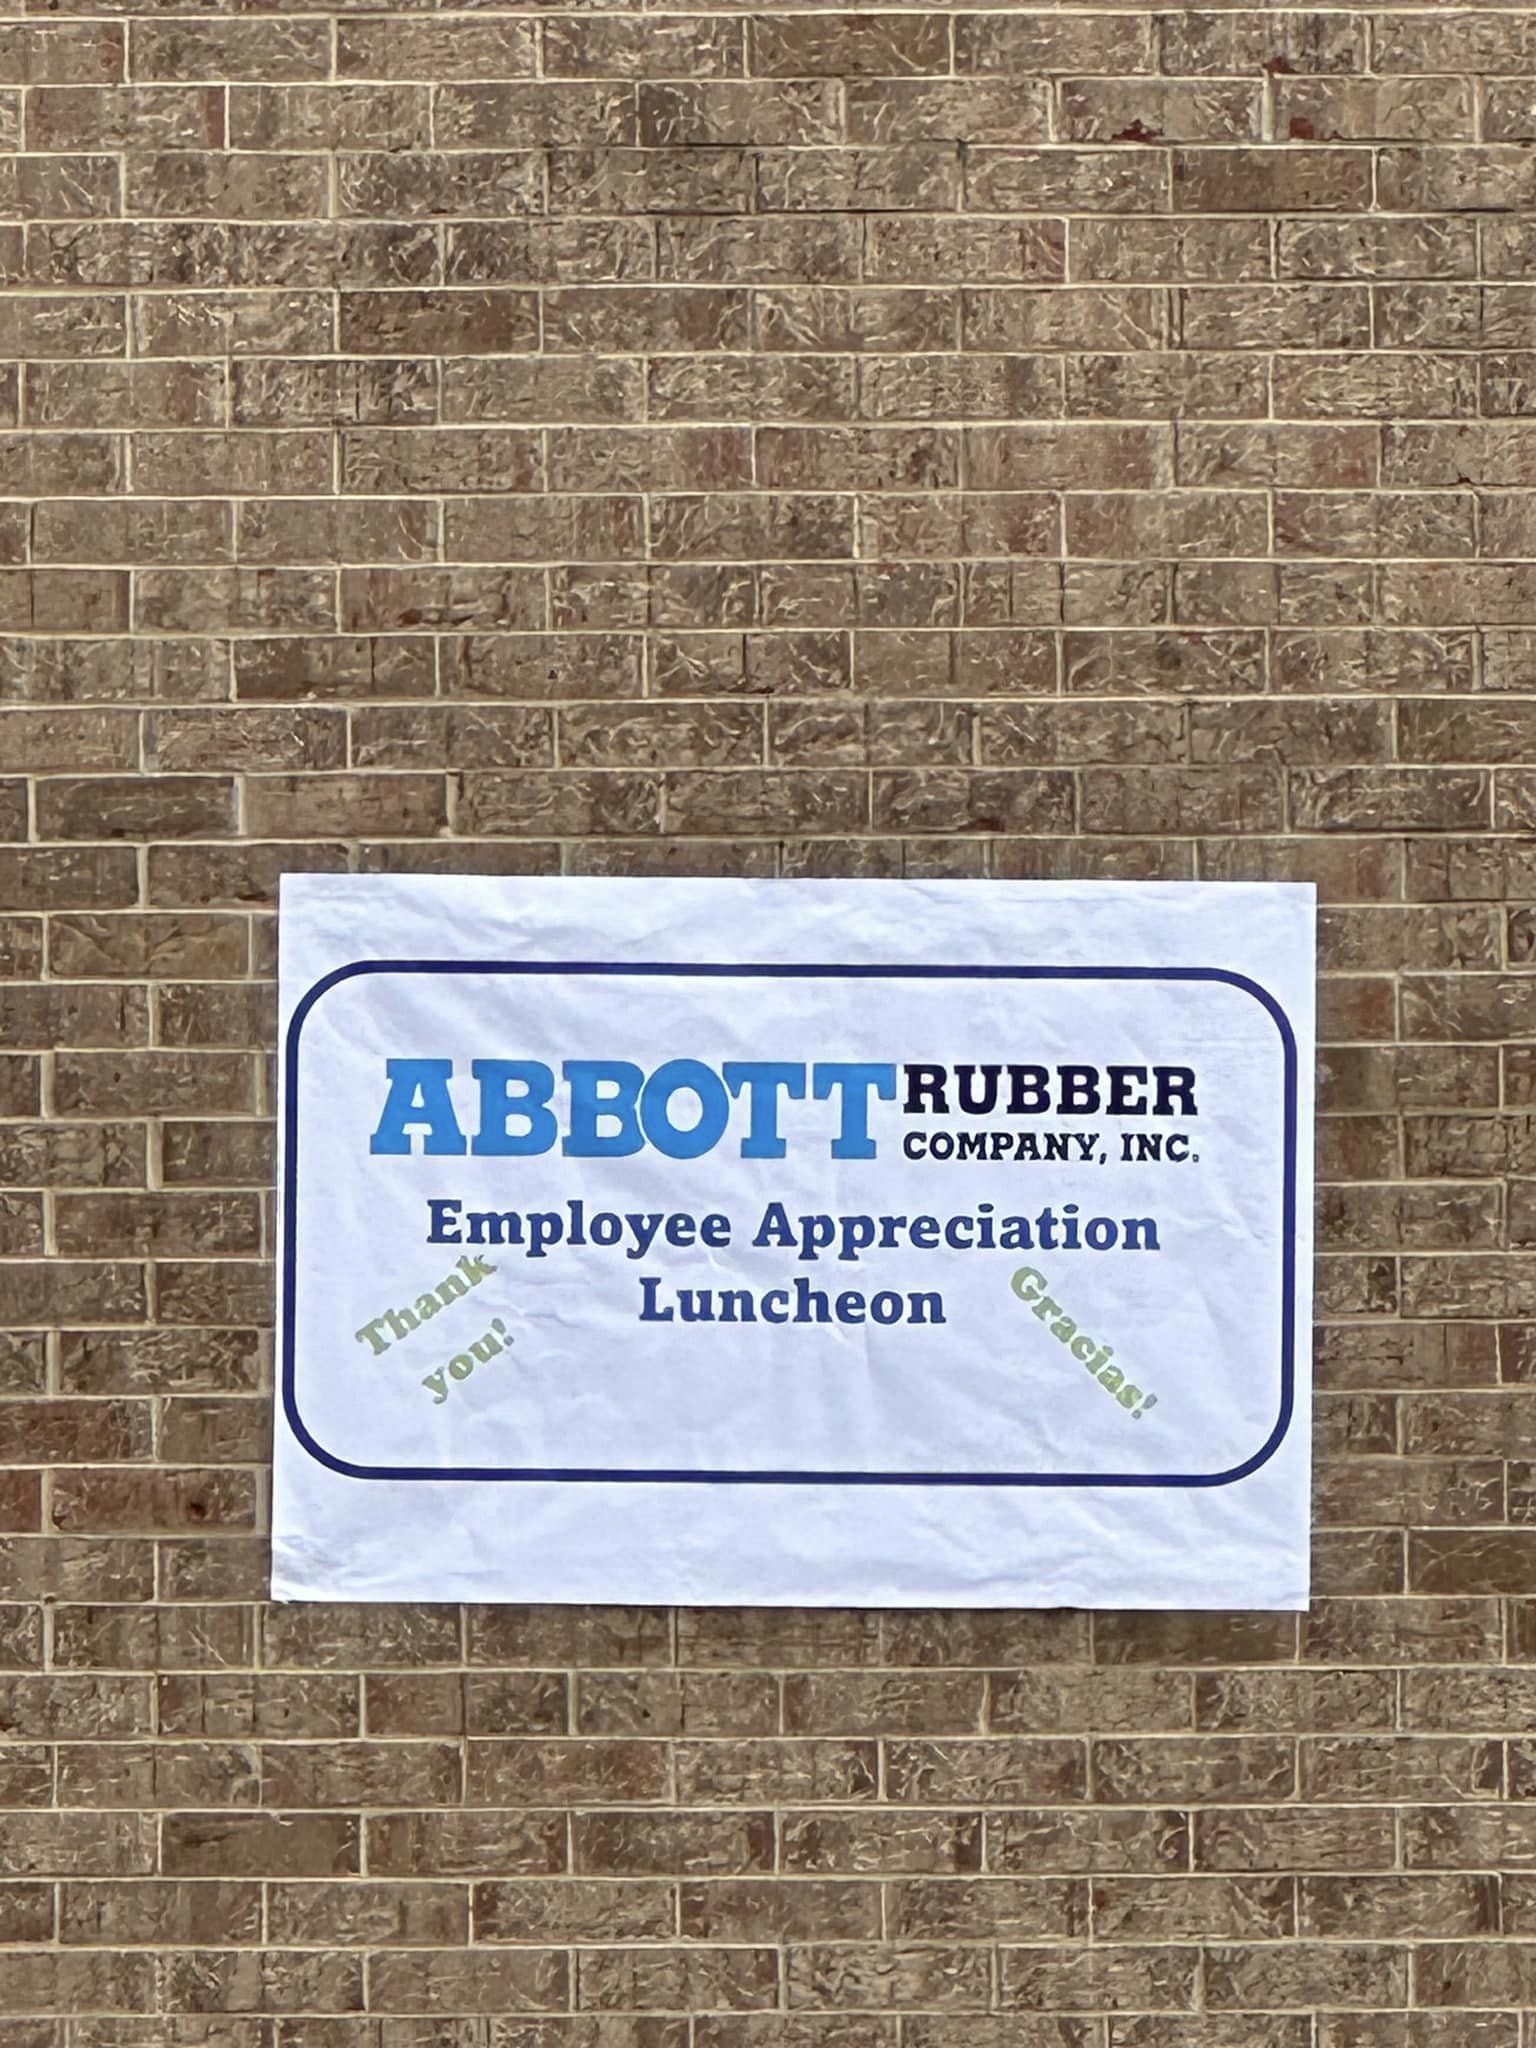 ABBOTT RUBBER
COMPANY, INC.
Employee Appreciation
Luncheon
Thank
you!
Gracias!